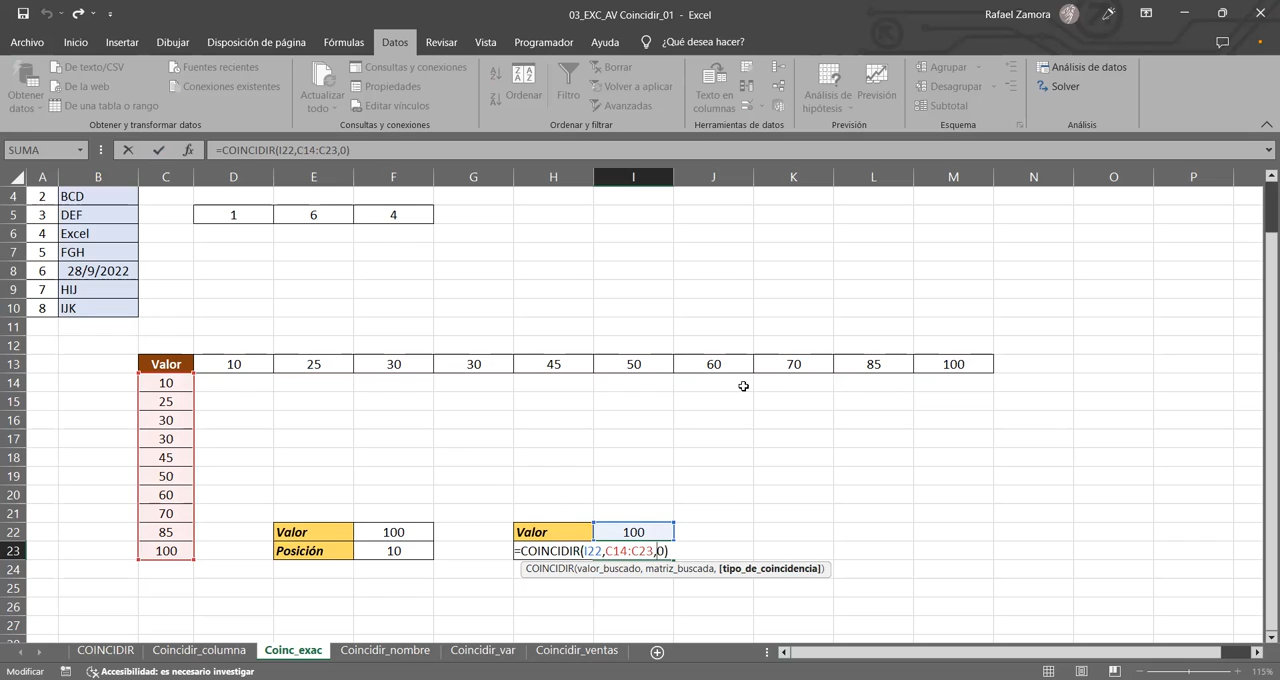 03_EXC_AV Coincidir_01 - Excel
Rafael Zamora
Archivo Inicio Insertar Dibujar Disposición de página Fórmulas Datos Revisar Vista Programador Ayuda ¿Qué desea hacer?
Obtener datos
De texto/CSV
De la web
De una tabla o rango
Fuentes recientes
Conexiones existentes
Obtener y transformar datos
Actualizar todo
Consultas y conexiones
Propiedades
Editar vínculos
Consultas y conexiones
Ordenar
Filtro
Borrar
Volver a aplicar
Avanzadas
Ordenar y filtrar
Texto en columnas
Herramientas de datos
Análisis de hipótesis
Previsión
Previsión
Agrupar
Desagrupar
Subtotal
Esquema
Análisis de datos
Solver
Análisis
SUMA fx =COINCIDIR(I22,C14:C23,0)
A B C D E F G H I J K L M N O P
4 2 BCD
5 3 DEF 1 6 4
6 4 Excel
7 5 FGH
8 6 28/9/2022
9 7 HIJ
10 8 IJK
11
12
13 Valor 10 25 30 30 45 50 60 70 85 100
14 10
15 25
16 30
17 30
18 45
19 50
20 60
21 70
22 85 Valor 100 Valor 100
23 100 Posición 10 =COINCIDIR(I22,C14:C23,0)
24 COINCIDIR(valor_buscado, matriz_buscada, [tipo_de_coincidencia])
25
26
27
COINCIDIR Coincidir_columna Coinc_exac Coincidir_nombre Coincidir_var Coincidir_ventas
Modificar Accesibilidad: es necesario investigar 115%